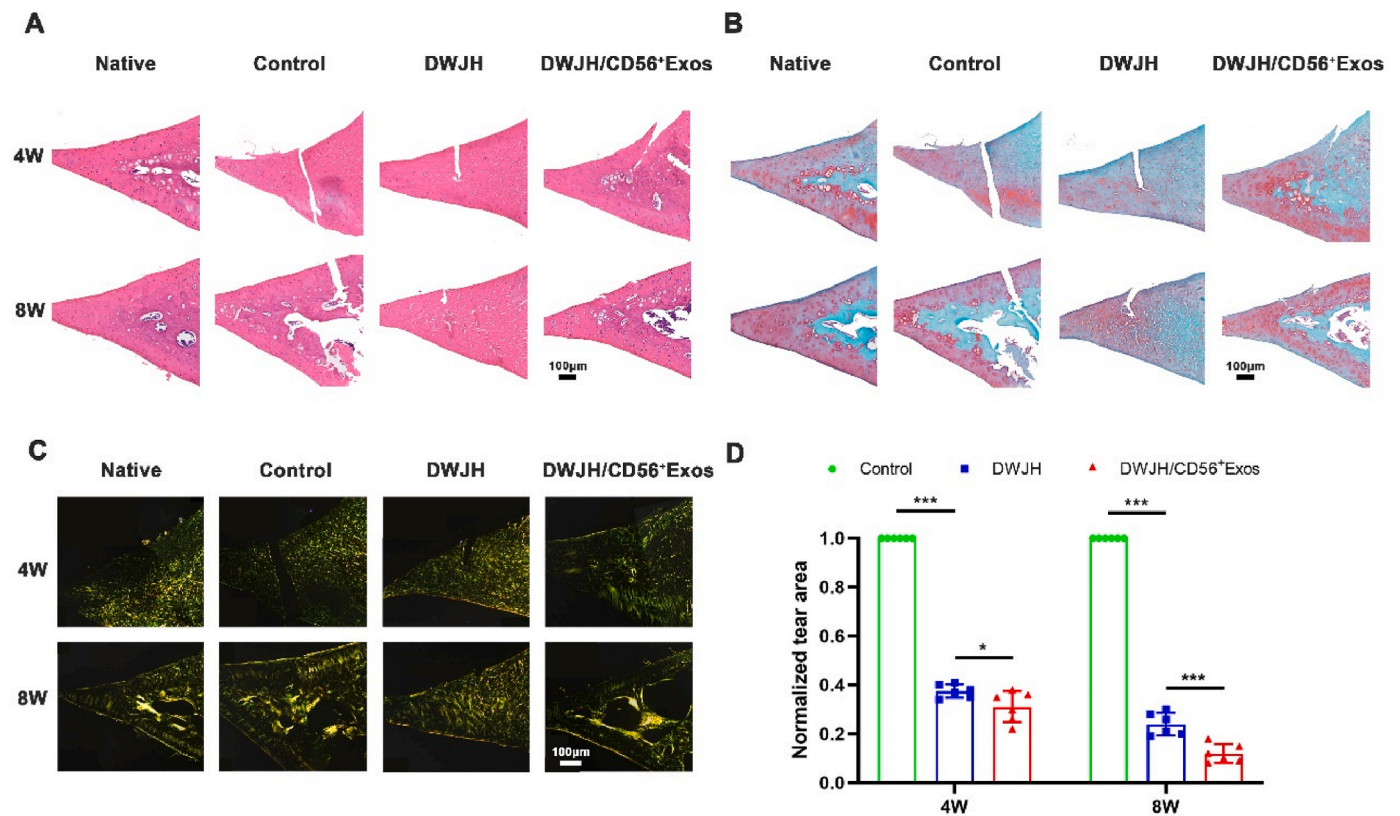 A
Native Control DWJH DWJH/CD56⁺Exos
4W
8W
100μm
B
Native Control DWJH DWJH/CD56⁺Exos
100μm
C
Native Control DWJH DWJH/CD56⁺Exos
4W
8W
100μm
D
Control DWJH DWJH/CD56⁺Exos
Normalized tear area
1.0
0.8
0.6
0.4
0.2
0.0
*** * *** ***
4W 8W